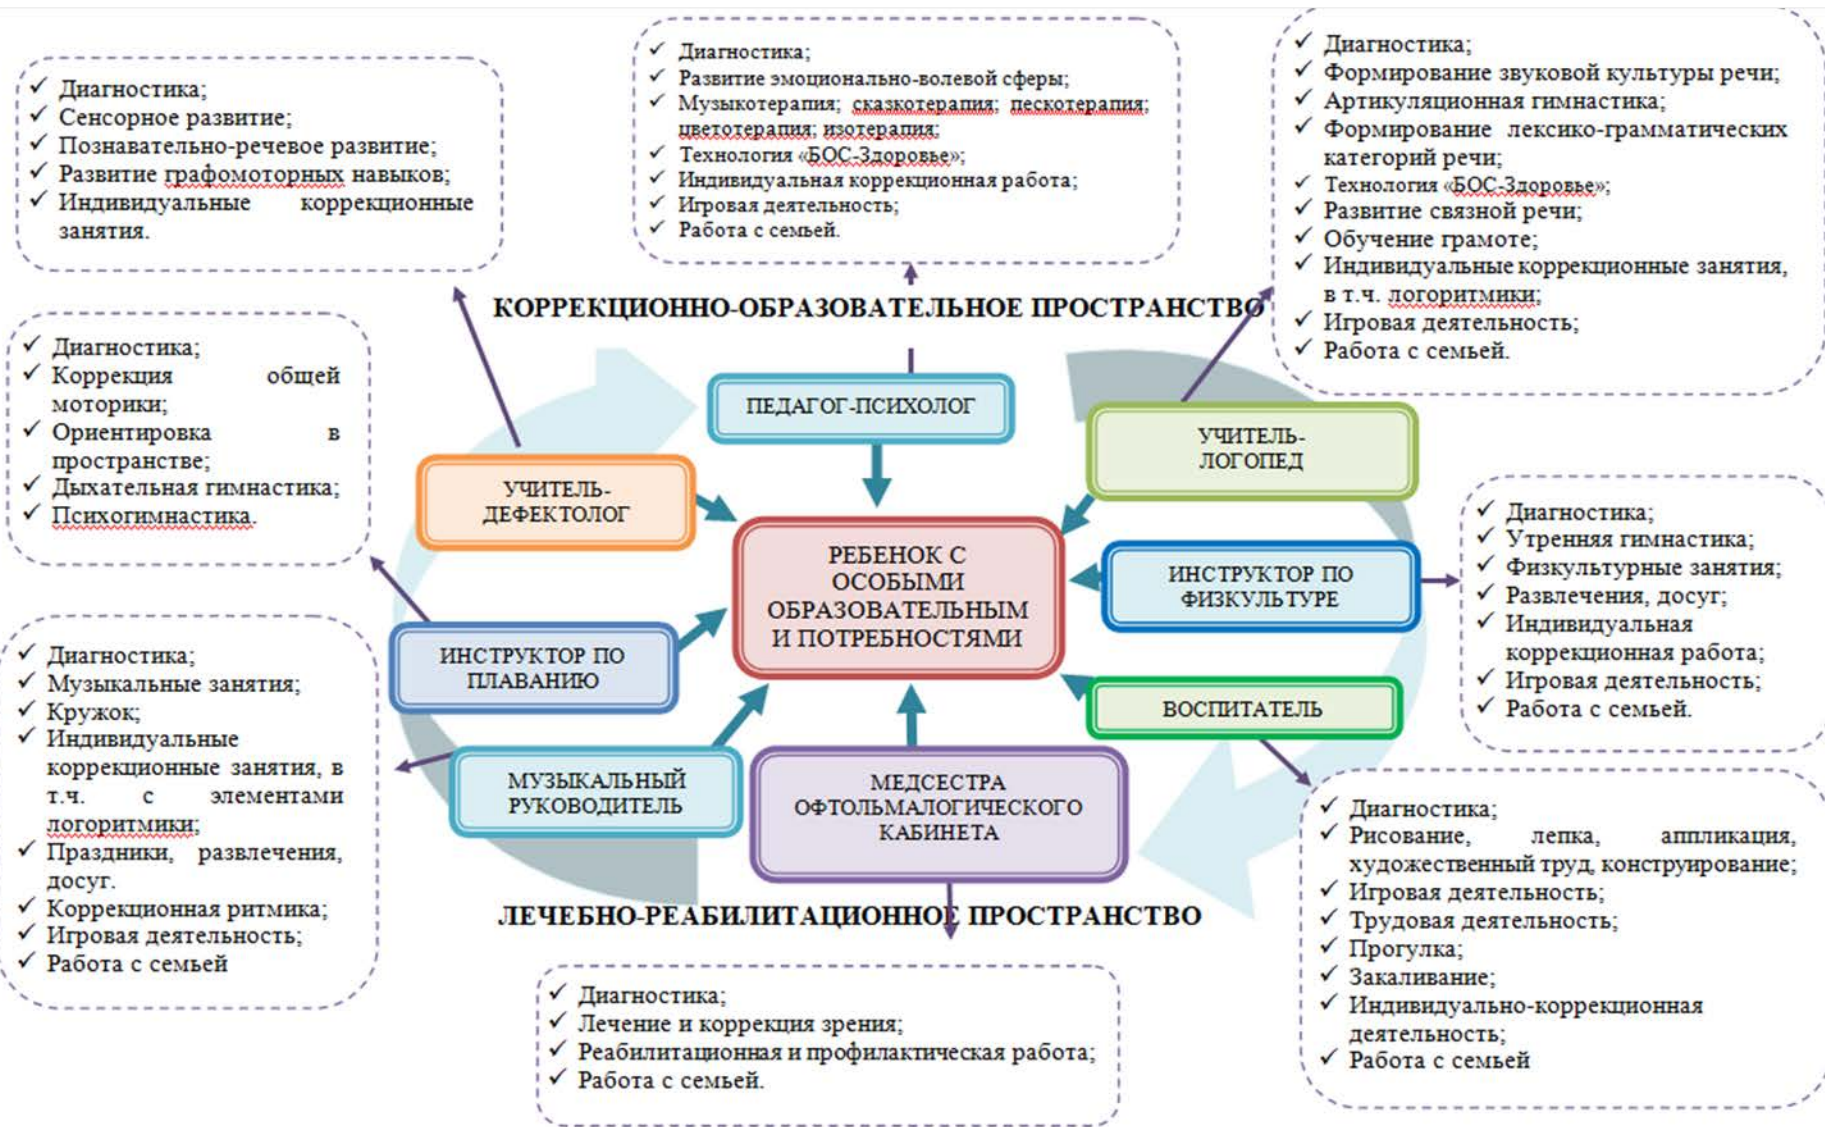 Диагностика;
Сенсорное развитие;
Познавательно-речевое развитие;
Развитие графомоторных навыков;
Индивидуальные коррекционные
занятия.
Диагностика;
Развитие эмоционально-волевой сферы;
Музыкотерапия; сказкотерапия; пескотерапия;
цветотерапия; изотерапия;
Технология «БОС-Здоровье»;
Индивидуальная коррекционная работа;
Игровая деятельность;
Работа с семьей.
Диагностика;
Формирование звуковой культуры речи;
Артикуляционная гимнастика;
Формирование лексико-грамматических
категорий речи;
Технология «БОС-Здоровье»;
Развитие связной речи;
Обучение грамоте;
Индивидуальные коррекционные занятия,
в т.ч. логоритмики;
Игровая деятельность;
Работа с семьей.
КОРРЕКЦИОННО-ОБРАЗОВАТЕЛЬНОЕ ПРОСТРАНСТВО
Диагностика;
Коррекция общей
моторики;
Ориентировка в
пространстве;
Дыхательная гимнастика;
Психогимнастика.
ПЕДАГОГ-ПСИХОЛОГ
УЧИТЕЛЬ-
ЛОГОПЕД
УЧИТЕЛЬ-
ДЕФЕКТОЛОГ
РЕБЕНОК С
ОСОБЫМИ
ОБРАЗОВАТЕЛЬНЫМ
И ПОТРЕБНОСТЯМИ
ИНСТРУКТОР ПО
ФИЗКУЛЬТУРЕ
Диагностика;
Утренняя гимнастика;
Физкультурные занятия;
Развлечения, досуг;
Индивидуальная
коррекционная работа;
Игровая деятельность;
Работа с семьей.
ИНСТРУКТОР ПО
ПЛАВАНИЮ
ВОСПИТАТЕЛЬ
Диагностика;
Музыкальные занятия;
Кружок;
Индивидуальные
коррекционные занятия, в
т.ч. с элементами
логоритмики;
Праздники, развлечения,
досуг.
Коррекционная ритмика;
Игровая деятельность;
Работа с семьей
МУЗЫКАЛЬНЫЙ
РУКОВОДИТЕЛЬ
МЕДСЕСТРА
ОФТОЛЬМАЛОГИЧЕСКОГО
КАБИНЕТА
Диагностика;
Рисование, лепка, аппликация,
художественный труд, конструирование;
Игровая деятельность;
Трудовая деятельность;
Прогулка;
Закаливание;
Индивидуально-коррекционная
деятельность;
Работа с семьей
ЛЕЧЕБНО-РЕАБИЛИТАЦИОННОЕ ПРОСТРАНСТВО
Диагностика;
Лечение и коррекция зрения;
Реабилитационная и профилактическая работа;
Работа с семьей.